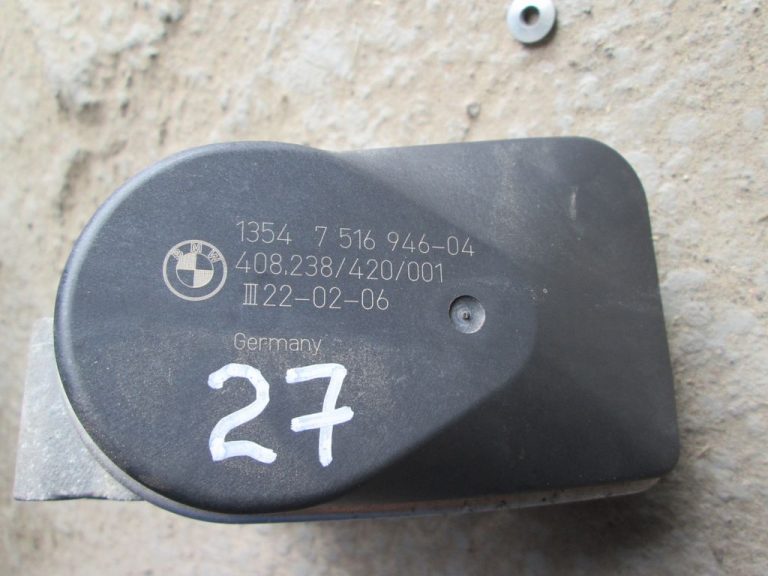 1354 7 516 946-04
BMW
408.238/420/001
III 22-02-06
Germany
27